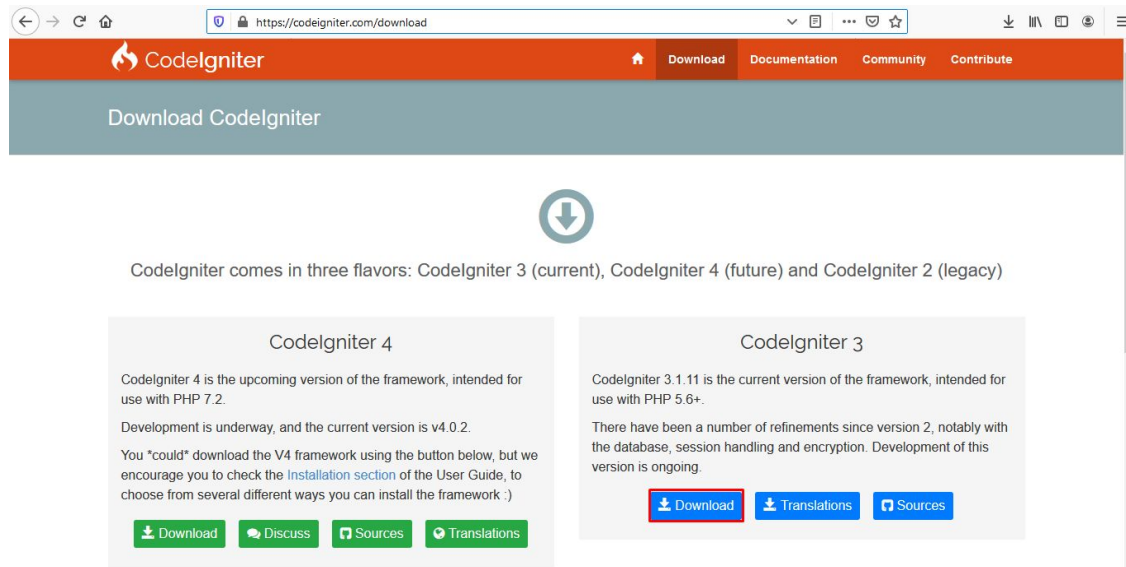 https://codeigniter.com/download
CodeIgniter
Download Documentation Community Contribute
Download CodeIgniter
CodeIgniter comes in three flavors: CodeIgniter 3 (current), CodeIgniter 4 (future) and CodeIgniter 2 (legacy)
CodeIgniter 4
CodeIgniter 4 is the upcoming version of the framework, intended for
use with PHP 7.2.
Development is underway, and the current version is v4.0.2.
You *could* download the V4 framework using the button below, but we
encourage you to check the Installation section of the User Guide, to
choose from several different ways you can install the framework :)
Download Discuss Sources Translations
CodeIgniter 3
CodeIgniter 3.1.11 is the current version of the framework, intended for
use with PHP 5.6+.
There have been a number of refinements since version 2, notably with
the database, session handling and encryption. Development of this
version is ongoing.
Download Translations Sources